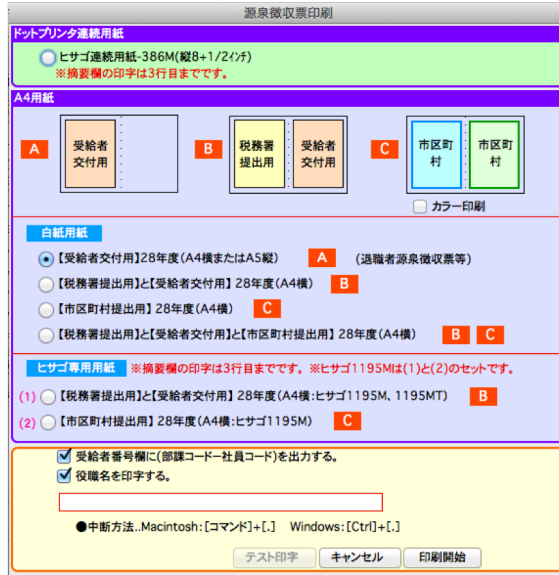 源泉徴収票印刷
ドットプリンタ連続用紙
ヒサゴ連続用紙-386M(縦8+1/2インチ)
※摘要欄の印字は3行目までです。
A4用紙
A 受給者交付用 B 税務署提出用 受給者交付用 C 市区町村 市区町村
カラー印刷
白紙用紙
【受給者交付用】28年度(A4横またはA5縦) A (退職者源泉徴収票等)
【税務署提出用】と【受給者交付用】 28年度(A4横) B
【市区町村提出用】 28年度(A4横) C
【税務署提出用】と【受給者交付用】と【市区町村提出用】 28年度(A4横) B C
ヒサゴ専用用紙 ※摘要欄の印字は3行目までです。※ヒサゴ1195Mは(1)と(2)のセットです。
(1) 【税務署提出用】と【受給者交付用】 28年度(A4横:ヒサゴ1195M、1195MT) B
(2) 【市区町村提出用】 28年度(A4横:ヒサゴ1195M) C
受給者番号欄に(部課コードー社員コード)を出力する。
役職名を印字する。
●中断方法..Macintosh:[コマンド]+[.] Windows:[Ctrl]+[.]
テスト印字 キャンセル 印刷開始